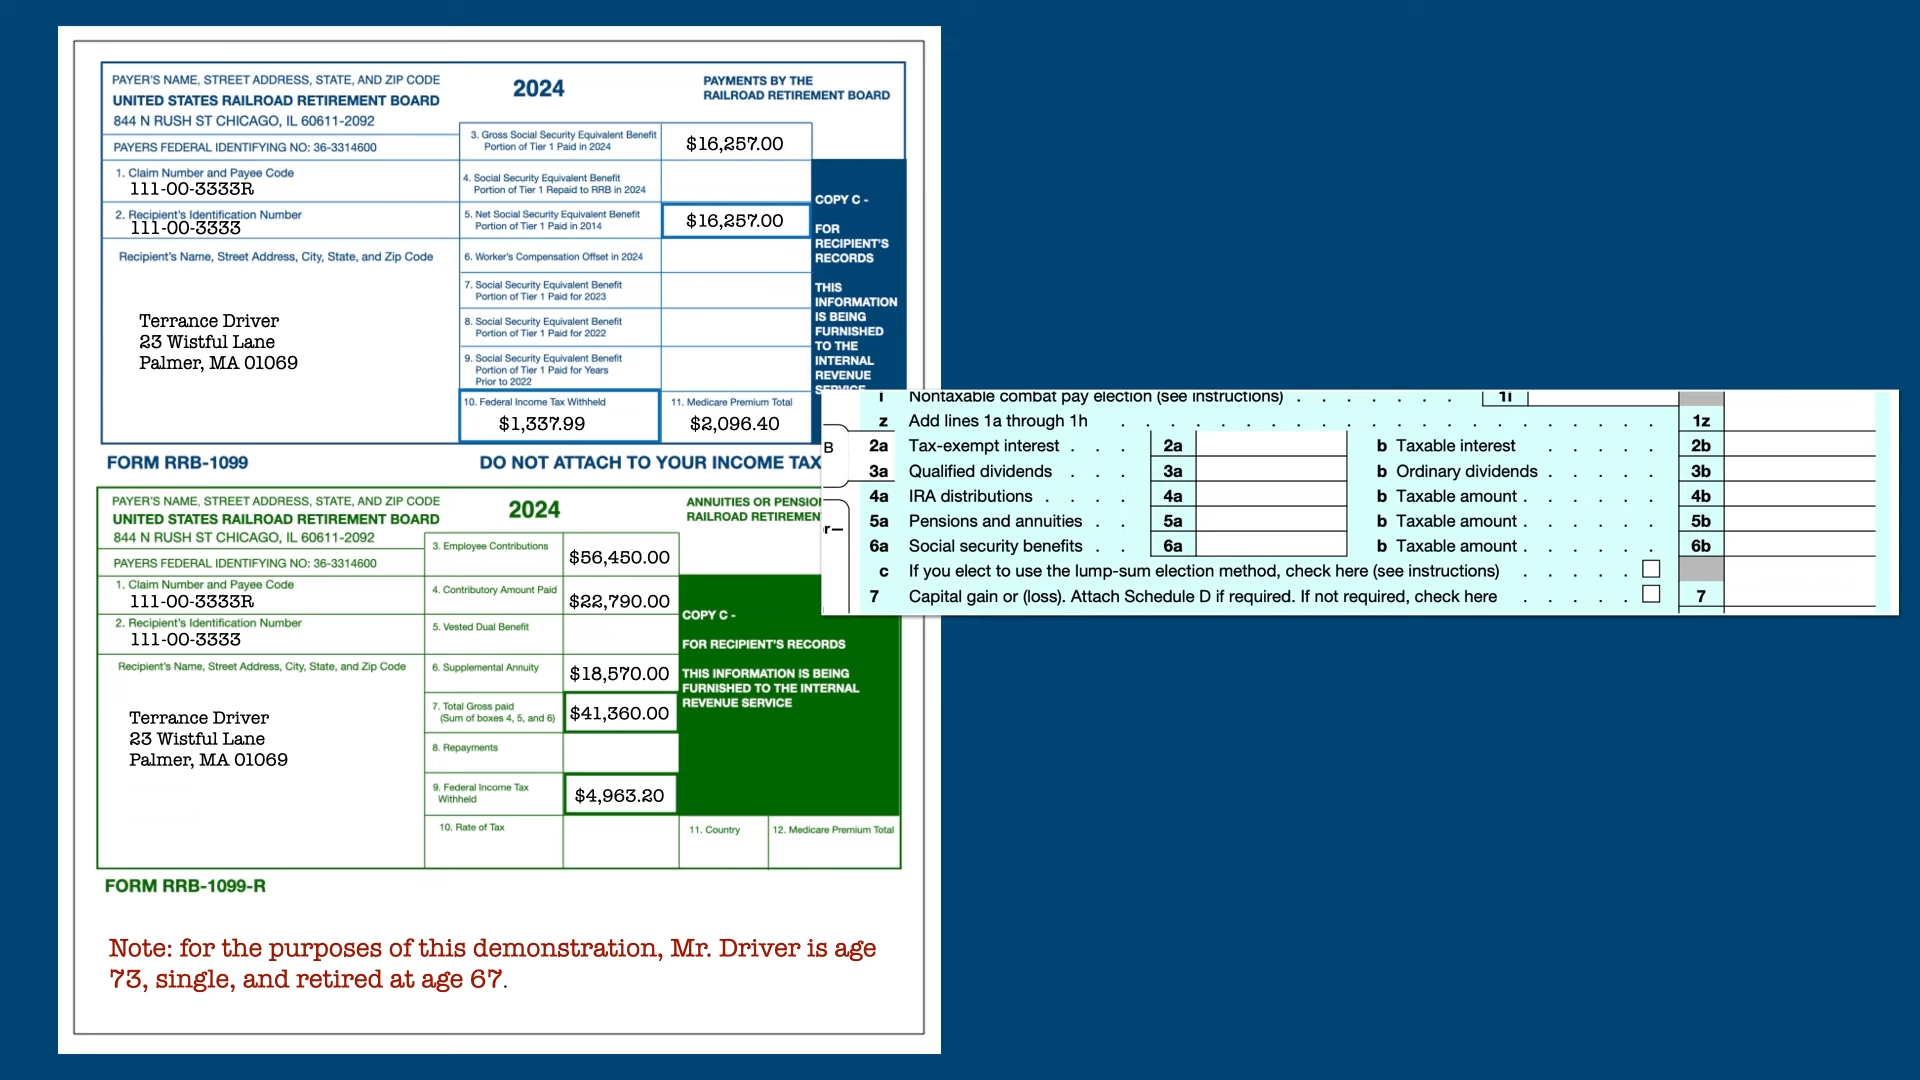 PAYER'S NAME, STREET ADDRESS, STATE, AND ZIP CODE
UNITED STATES RAILROAD RETIREMENT BOARD
844 N RUSH ST CHICAGO, IL 60611-2092
2024
PAYMENTS BY THE
RAILROAD RETIREMENT BOARD
PAYERS FEDERAL IDENTIFYING NO: 36-3314600
3. Gross Social Security Equivalent Benefit
Portion of Tier 1 Paid in 2024
$16,257.00
1. Claim Number and Payee Code
111-00-3333R
4. Social Security Equivalent Benefit
Portion of Tier 1 Repaid to RRB in 2024
2. Recipient's Identification Number
111-00-3333
5. Net Social Security Equivalent Benefit
Portion of Tier 1 Paid in 2014
$16,257.00
Recipient's Name, Street Address, City, State, and Zip Code
Terrance Driver
23 Wistful Lane
Palmer, MA 01069
6. Worker's Compensation Offset in 2024
7. Social Security Equivalent Benefit
Portion of Tier 1 Paid for 2023
8. Social Security Equivalent Benefit
Portion of Tier 1 Paid for 2022
9. Social Security Equivalent Benefit
Portion of Tier 1 Paid for Years
Prior to 2022
10. Federal Income Tax Withheld
$1,337.99
11. Medicare Premium Total
$2,096.40
COPY C -
FOR
RECIPIENT'S
RECORDS
THIS
INFORMATION
IS BEING
FURNISHED
TO THE
INTERNAL
REVENUE
SERVICE
FORM RRB-1099
DO NOT ATTACH TO YOUR INCOME TAX
PAYER'S NAME, STREET ADDRESS, STATE, AND ZIP CODE
UNITED STATES RAILROAD RETIREMENT BOARD
844 N RUSH ST CHICAGO, IL 60611-2092
2024
ANNUITIES OR PENSIO
RAILROAD RETIREMEN
PAYERS FEDERAL IDENTIFYING NO: 36-3314600
3. Employee Contributions
$56,450.00
1. Claim Number and Payee Code
111-00-3333R
4. Contributory Amount Paid
$22,790.00
2. Recipient's Identification Number
111-00-3333
5. Vested Dual Benefit
Recipient's Name, Street Address, City, State, and Zip Code
Terrance Driver
23 Wistful Lane
Palmer, MA 01069
6. Supplemental Annuity
$18,570.00
7. Total Gross paid
(Sum of boxes 4, 5, and 6)
$41,360.00
8. Repayments
9. Federal Income Tax
Withheld
$4,963.20
10. Rate of Tax
11. Country
12. Medicare Premium Total
COPY C -
FOR RECIPIENT'S RECORDS
THIS INFORMATION IS BEING
FURNISHED TO THE INTERNAL
REVENUE SERVICE
FORM RRB-1099-R
Note: for the purposes of this demonstration, Mr. Driver is age
73, single, and retired at age 67.
i Nontaxable combat pay election (see instructions) . . . . . . . 1i
z Add lines 1a through 1h . . . . . . . . . . . . . . . . . . . 1z
B 2a Tax-exempt interest . . . 2a b Taxable interest . . . . . 2b
3a Qualified dividends . . . 3a b Ordinary dividends . . . . . 3b
4a IRA distributions . . . . 4a b Taxable amount . . . . . . 4b
r— 5a Pensions and annuities . . 5a b Taxable amount . . . . . . 5b
6a Social security benefits . . 6a b Taxable amount . . . . . . 6b
c If you elect to use the lump-sum election method, check here (see instructions) . . . . .
7 Capital gain or (loss). Attach Schedule D if required. If not required, check here . . . . . 7